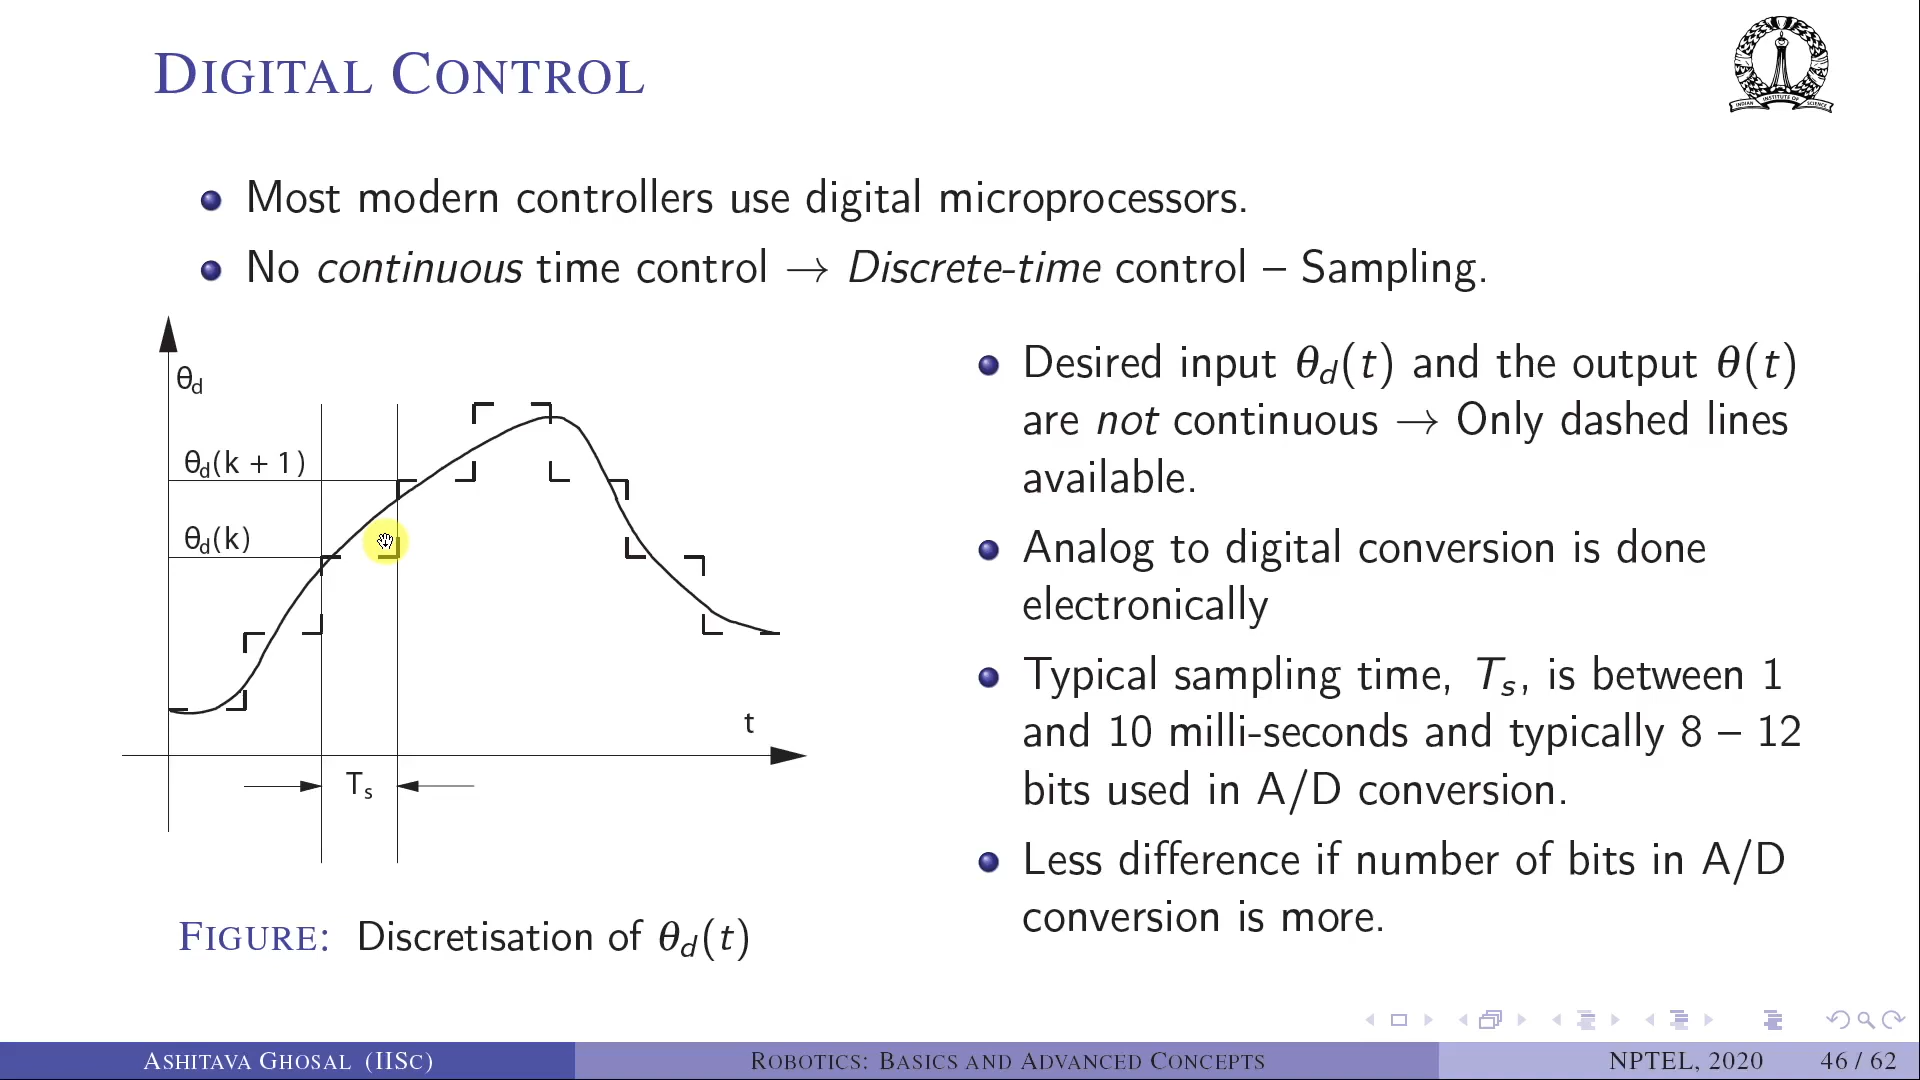 DIGITAL CONTROL
INDIAN INSTITUTE OF SCIENCE
Most modern controllers use digital microprocessors.
No continuous time control → Discrete-time control – Sampling.
θd
θd(k + 1)
θd(k)
t
Ts
FIGURE: Discretisation of θd(t)
Desired input θd(t) and the output θ(t)
are not continuous → Only dashed lines
available.
Analog to digital conversion is done
electronically
Typical sampling time, Ts, is between 1
and 10 milli-seconds and typically 8 – 12
bits used in A/D conversion.
Less difference if number of bits in A/D
conversion is more.
ASHITAVA GHOSAL (IISC) ROBOTICS: BASICS AND ADVANCED CONCEPTS NPTEL, 2020 46 / 62